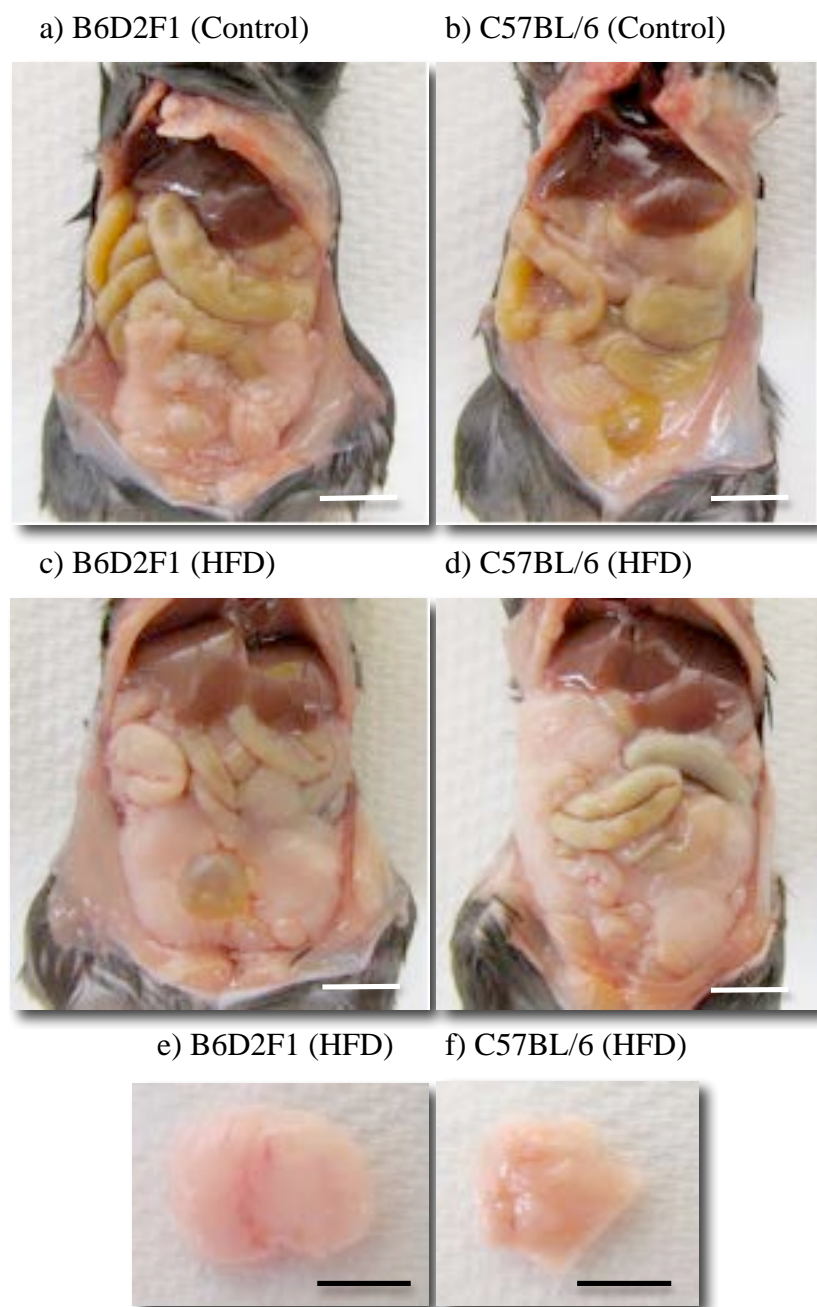 a) B6D2F1 (Control) b) C57BL/6 (Control)
c) B6D2F1 (HFD) d) C57BL/6 (HFD)
e) B6D2F1 (HFD) f) C57BL/6 (HFD)